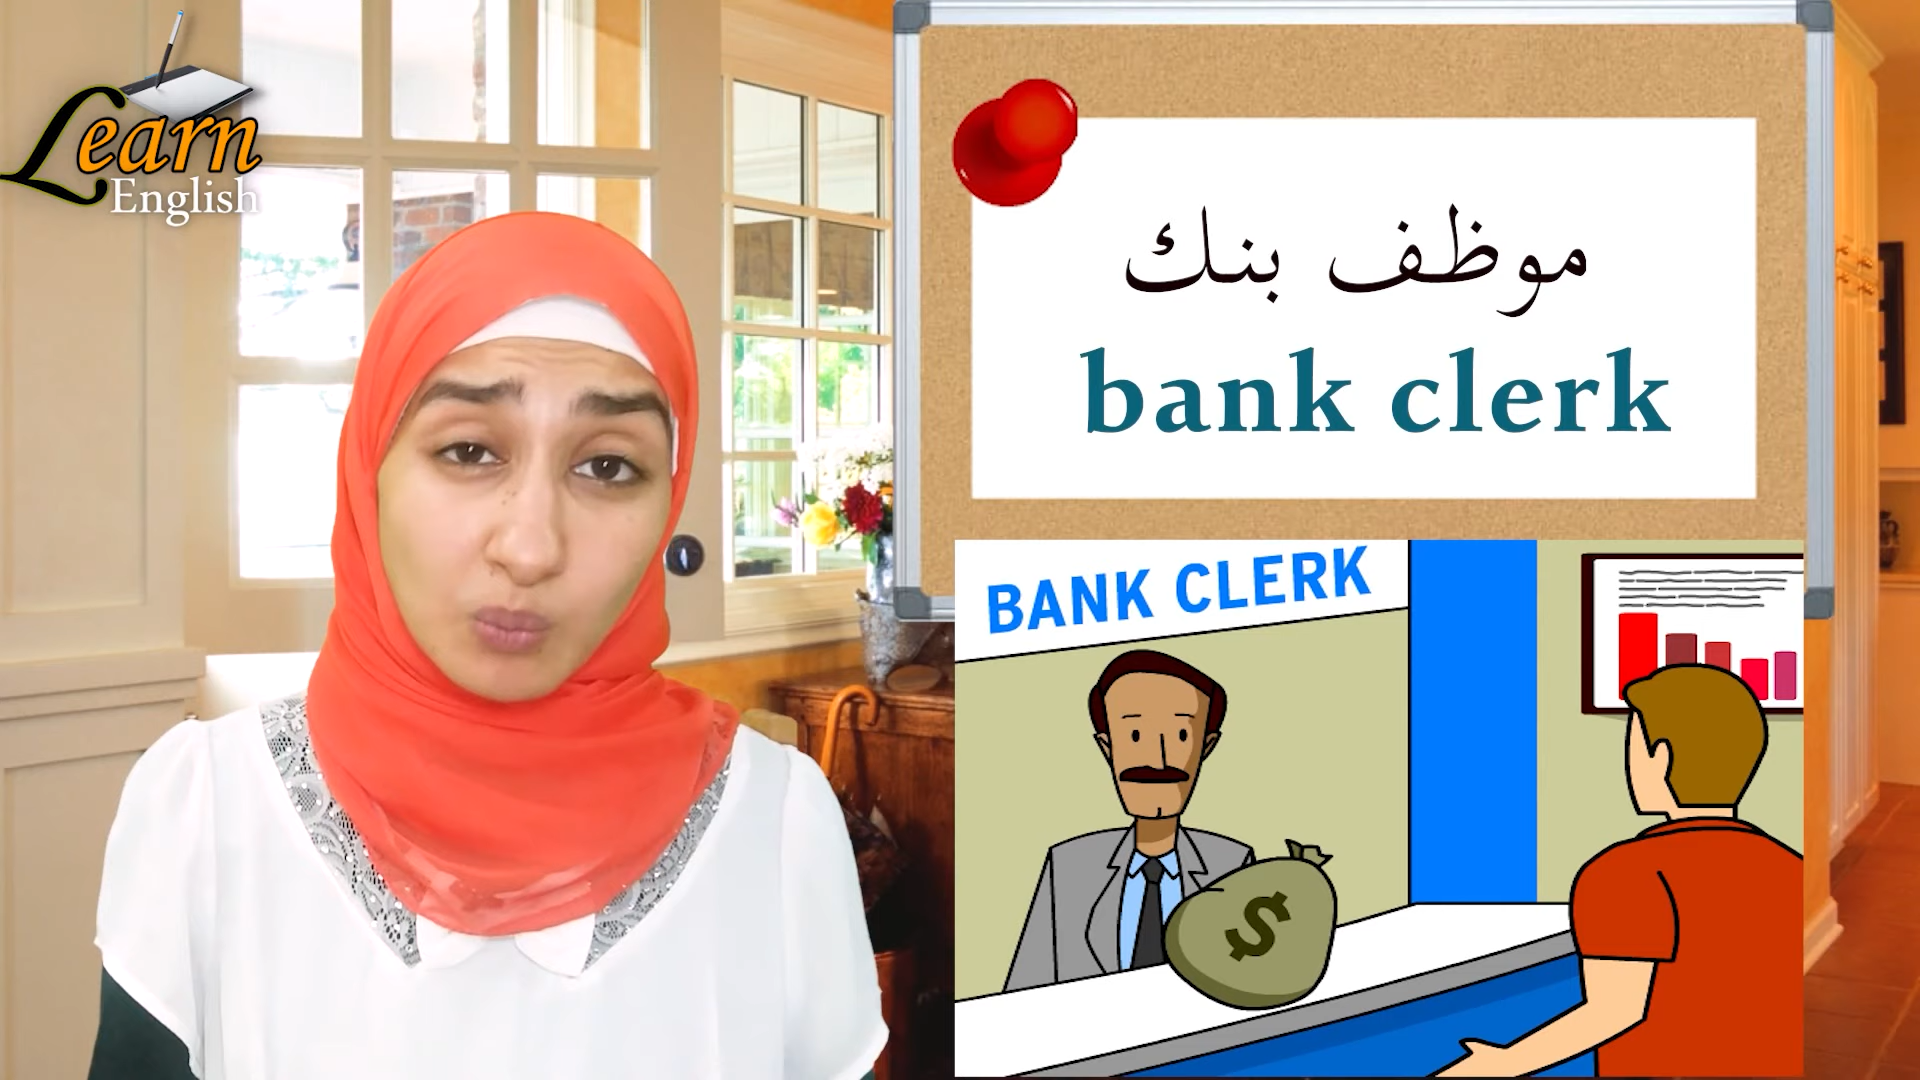 Learn
English
موظف بنك
bank clerk
BANK CLERK
$